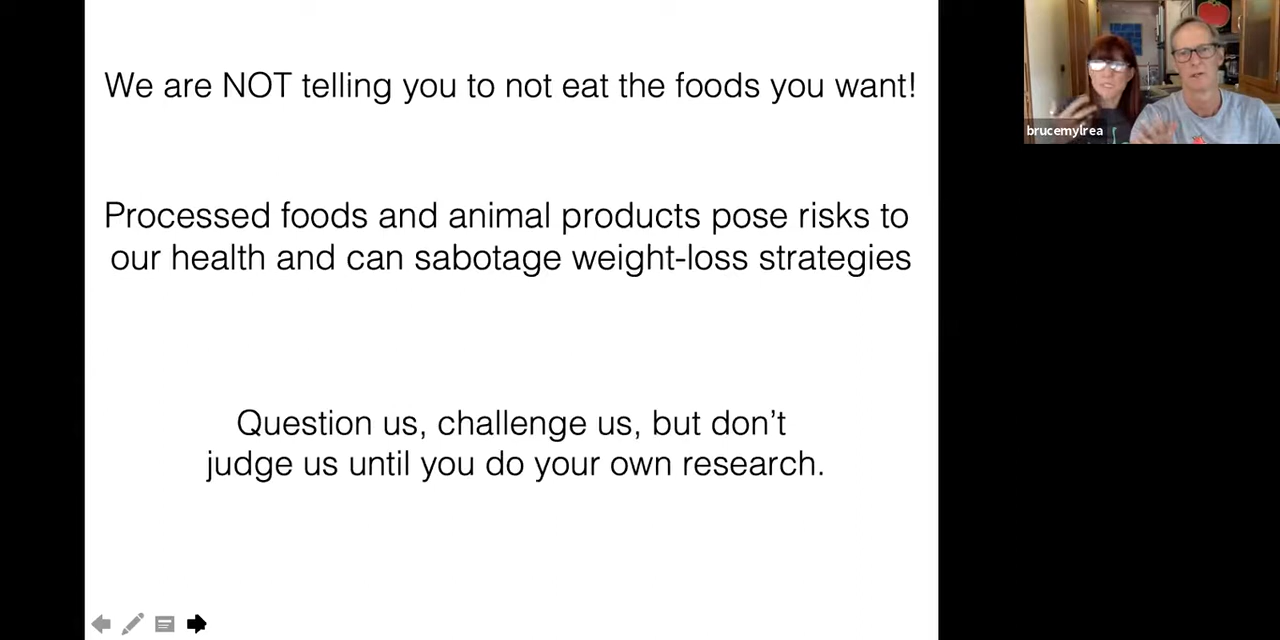 We are NOT telling you to not eat the foods you want!
Processed foods and animal products pose risks to
our health and can sabotage weight-loss strategies
Question us, challenge us, but don’t
judge us until you do your own research.
brucemylrea